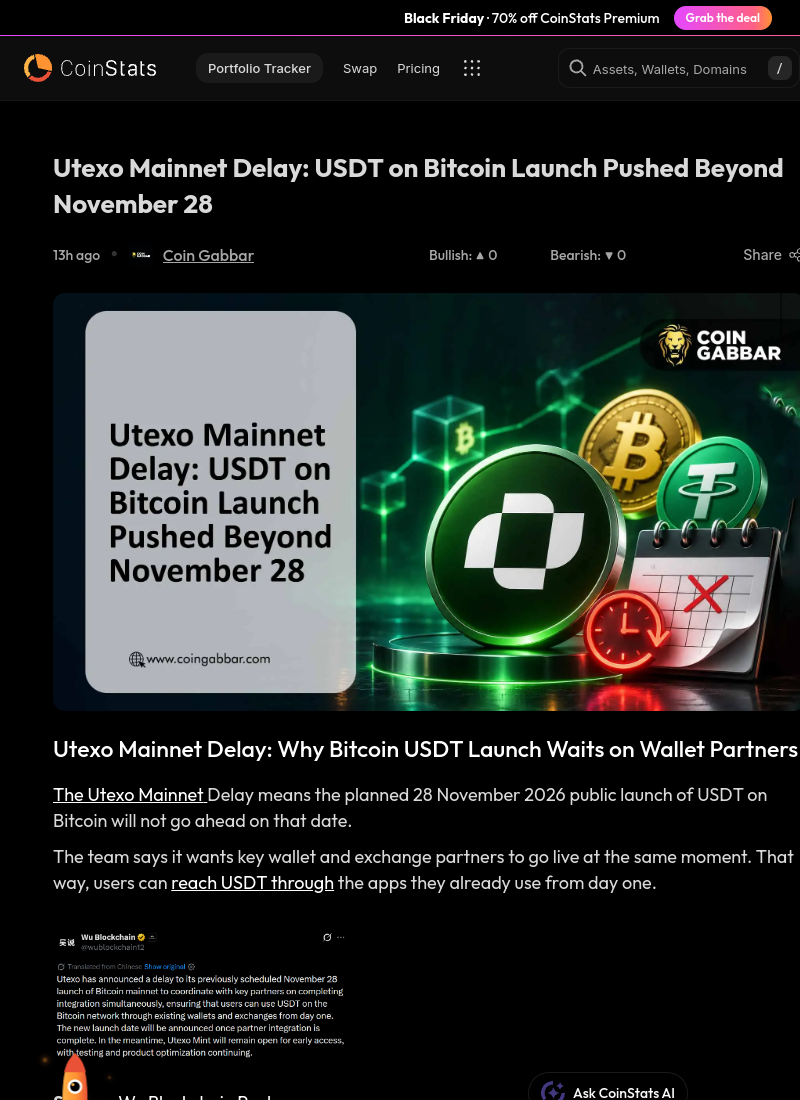 Black Friday · 70% off CoinStats Premium
Grab the deal
CoinStats
Portfolio Tracker
Swap
Pricing
Assets, Wallets, Domains
/
Utexo Mainnet Delay: USDT on Bitcoin Launch Pushed Beyond
November 28
13h ago
Coin Gabbar
Bullish: ▲ 0
Bearish: ▼ 0
Share
COIN
GABBAR
Utexo Mainnet
Delay: USDT on
Bitcoin Launch
Pushed Beyond
November 28
www.coingabbar.com
Utexo Mainnet Delay: Why Bitcoin USDT Launch Waits on Wallet Partners
The Utexo Mainnet Delay means the planned 28 November 2026 public launch of USDT on
Bitcoin will not go ahead on that date.
The team says it wants key wallet and exchange partners to go live at the same moment. That
way, users can reach USDT through the apps they already use from day one.
吴说
Wu Blockchain
@wublockchain12
Translated from Chinese Show original
Utexo has announced a delay to its previously scheduled November 28
launch of Bitcoin mainnet to coordinate with key partners on completing
integration simultaneously, ensuring that users can use USDT on the
Bitcoin network through existing wallets and exchanges from day one.
The new launch date will be announced once partner integration is
complete. In the meantime, Utexo Mint will remain open for early access,
with testing and product optimization continuing.
Ask CoinStats AI